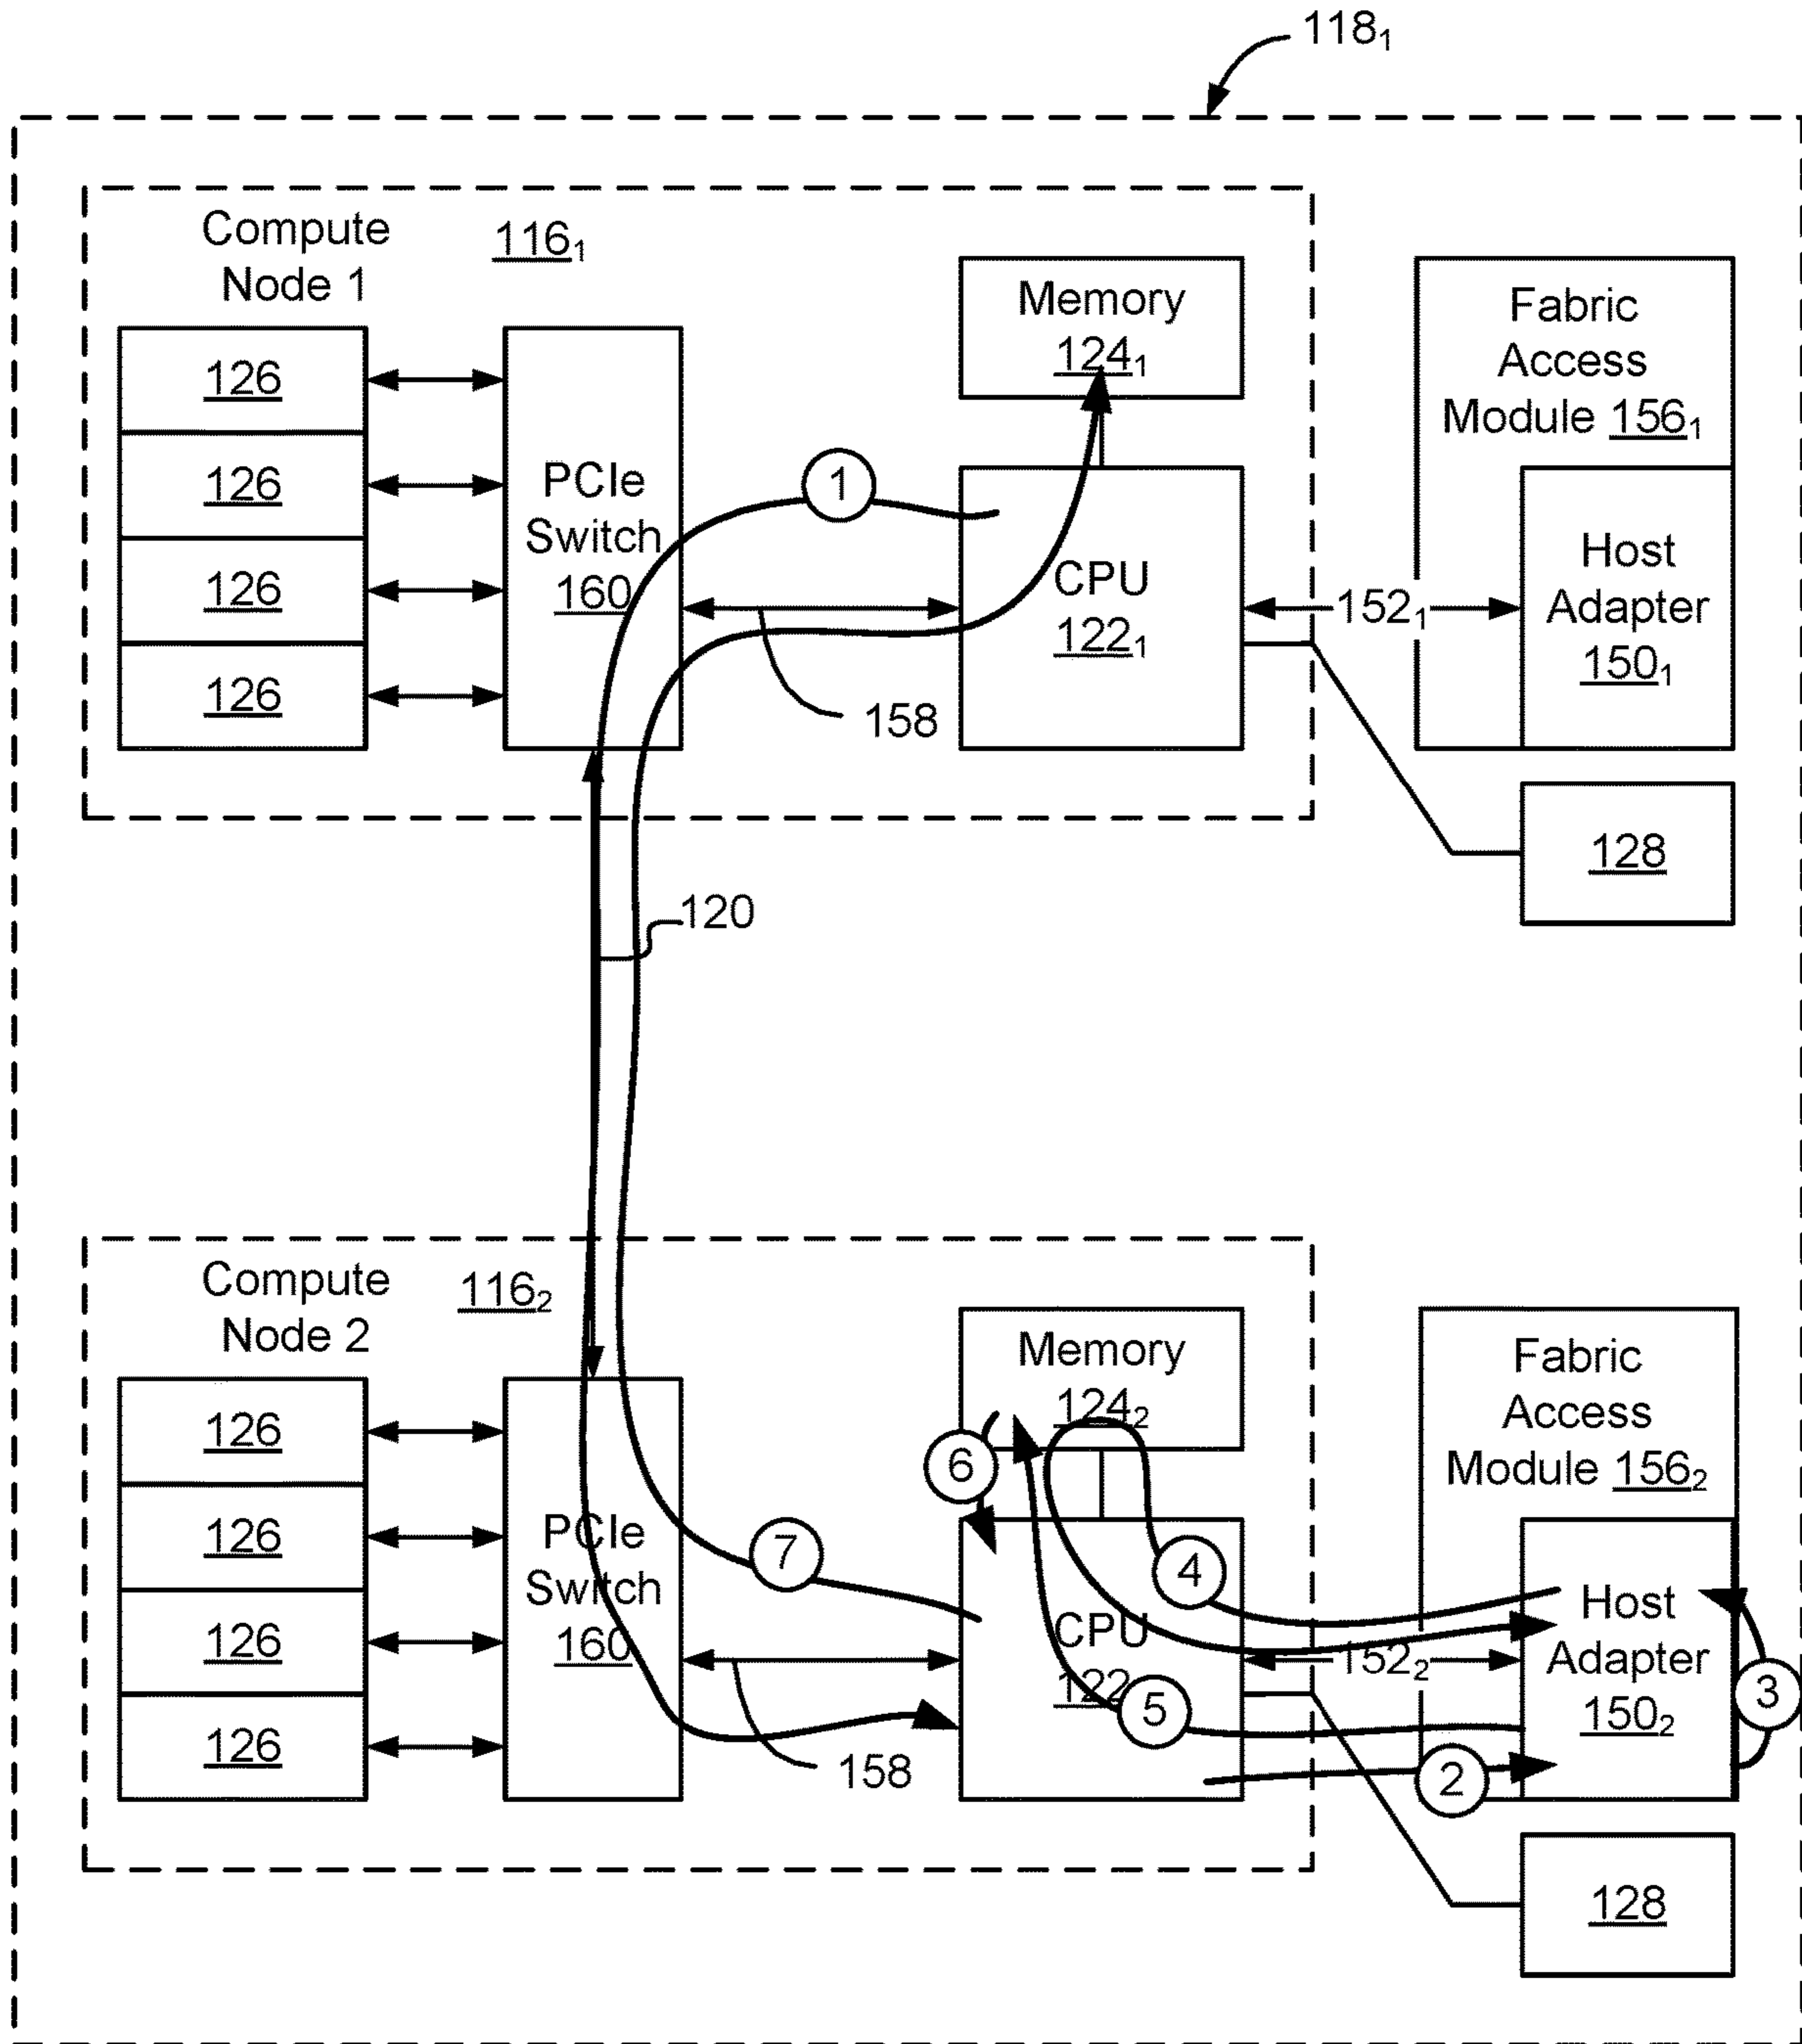 118₁
Compute
Node 1
116₁
126
126
126
126
PCIe
Switch
160
Memory
124₁
1
CPU
122₁
158
Fabric
Access
Module 156₁
152₁
Host
Adapter
150₁
128
120
Compute
Node 2
116₂
126
126
126
126
PCIe
Switch
160
Memory
124₂
6
7
4
CPU
122
5
158
Fabric
Access
Module 156₂
152₂
Host
Adapter
150₂
3
2
128